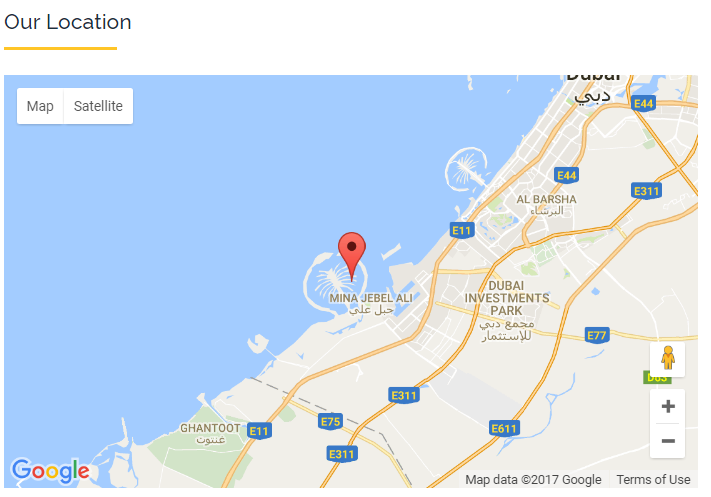 Our Location
Map
Satellite
Dubai
دبي
E44
E44
E311
AL BARSHA
البرشاء
E11
MINA JEBEL ALI
جبل علي
DUBAI
INVESTMENTS
PARK
مجمع دبي
للإستثمار
E77
D63
E311
E75
E611
GHANTOOT
غنتوت
E11
E311
Google
Map data ©2017 Google
Terms of Use